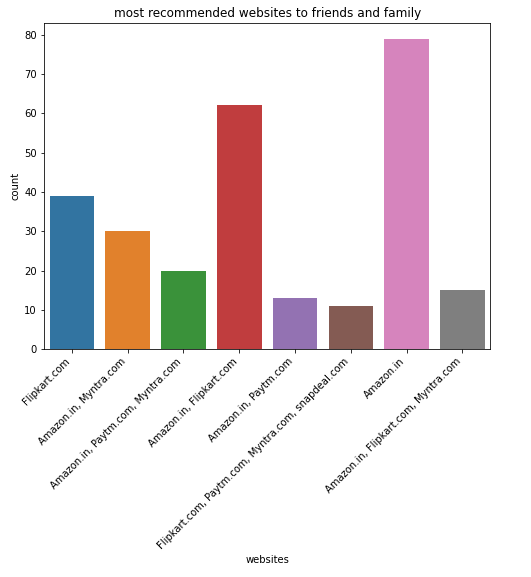 most recommended websites to friends and family
80
70
60
50
40
30
20
10
0
count
Flipkart.com
Amazon.in, Myntra.com
Amazon.in, Paytm.com, Myntra.com
Amazon.in, Flipkart.com
Amazon.in, Paytm.com
Flipkart.com, Paytm.com, Myntra.com, snapdeal.com
Amazon.in
Amazon.in, Flipkart.com, Myntra.com
websites